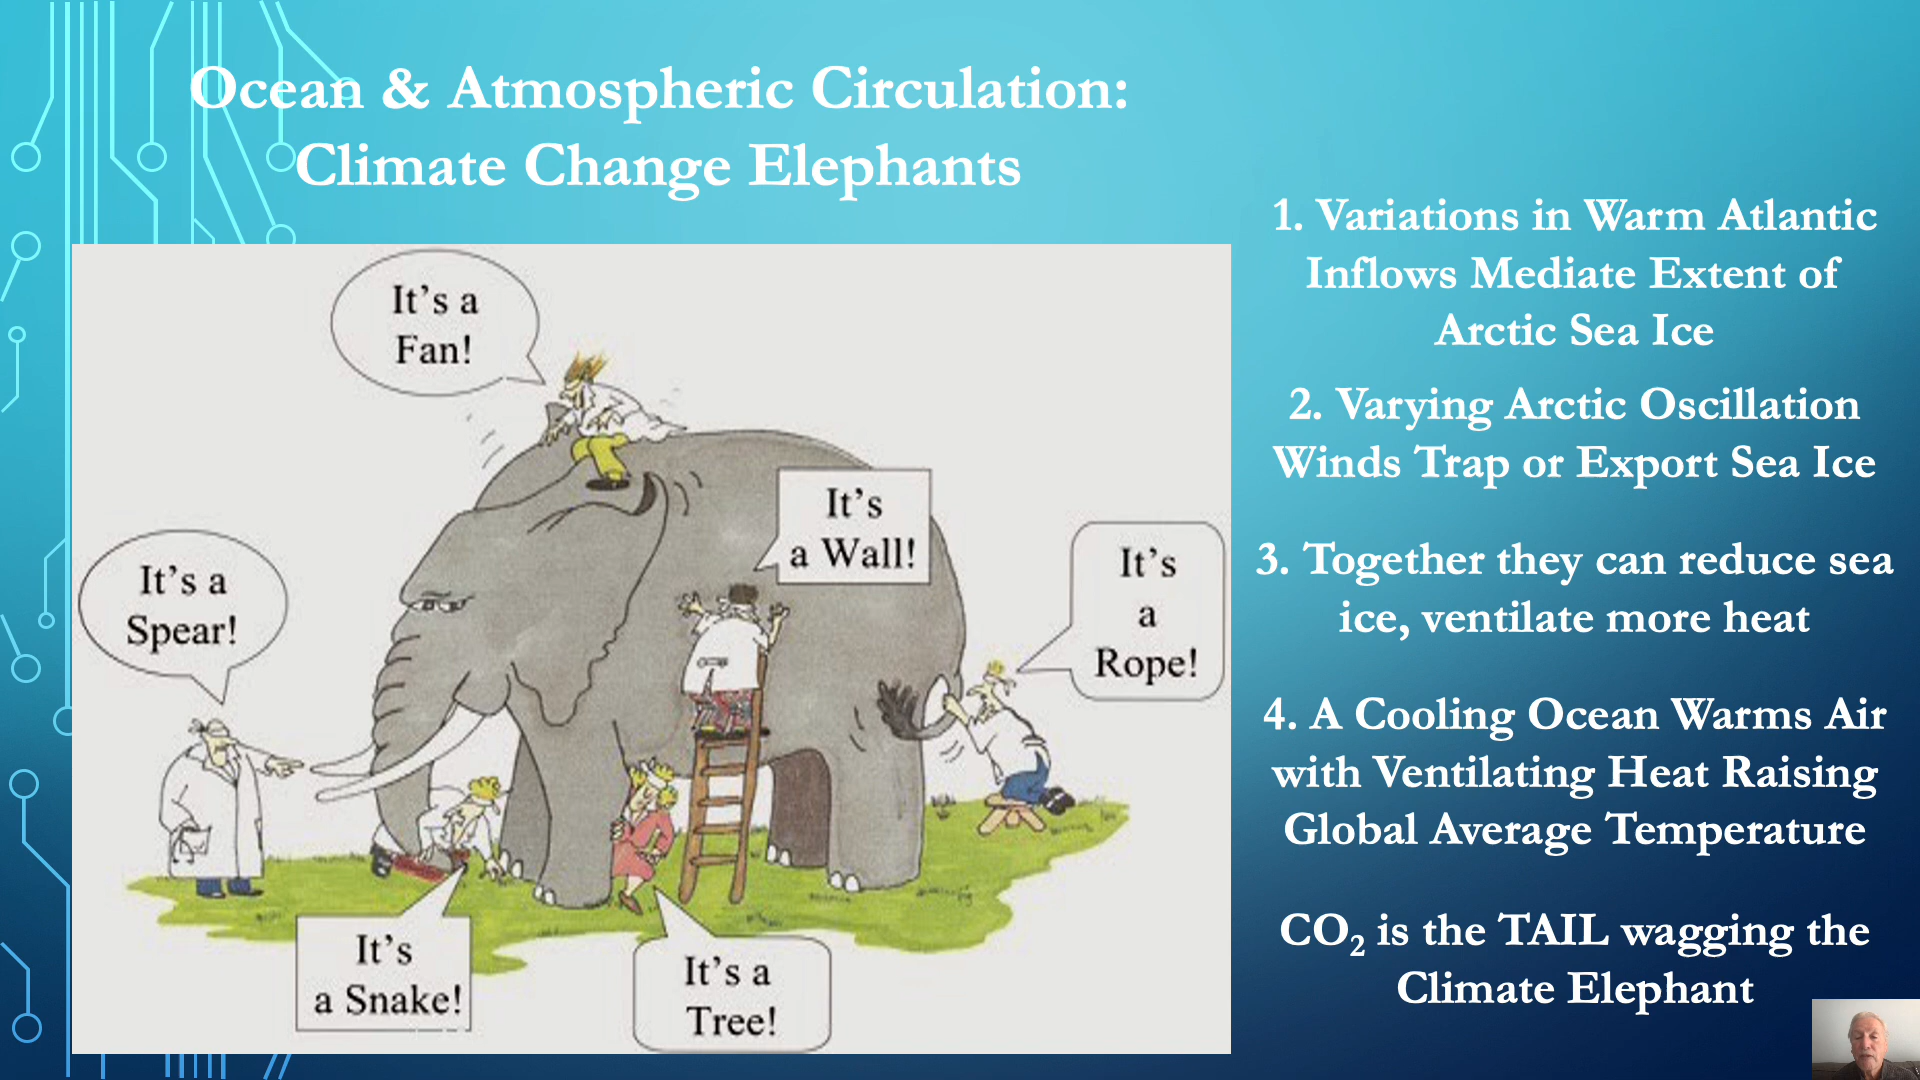 Ocean & Atmospheric Circulation:
Climate Change Elephants
It's a
Fan!
It's
a Wall!
It's
a
Rope!
It's a
Spear!
It's
a Snake!
It's a
Tree!
1. Variations in Warm Atlantic
Inflows Mediate Extent of
Arctic Sea Ice
2. Varying Arctic Oscillation
Winds Trap or Export Sea Ice
3. Together they can reduce sea
ice, ventilate more heat
4. A Cooling Ocean Warms Air
with Ventilating Heat Raising
Global Average Temperature
CO₂ is the TAIL wagging the
Climate Elephant